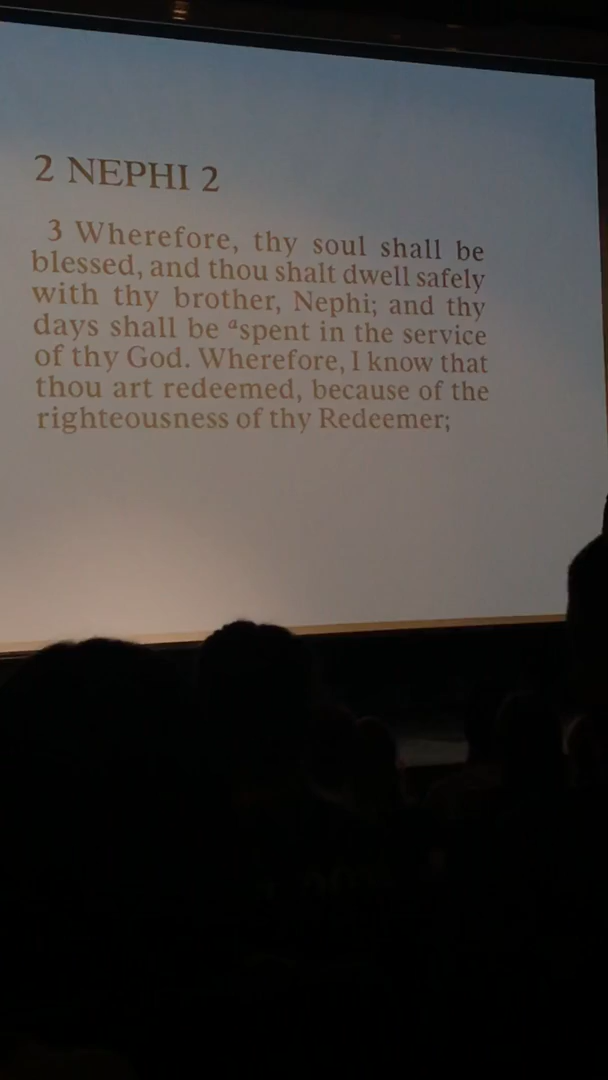 2 NEPHI 2
3 Wherefore, thy soul shall be
blessed, and thou shalt dwell safely
with thy brother, Nephi; and thy
days shall be ᵃspent in the service
of thy God. Wherefore, I know that
thou art redeemed, because of the
righteousness of thy Redeemer;